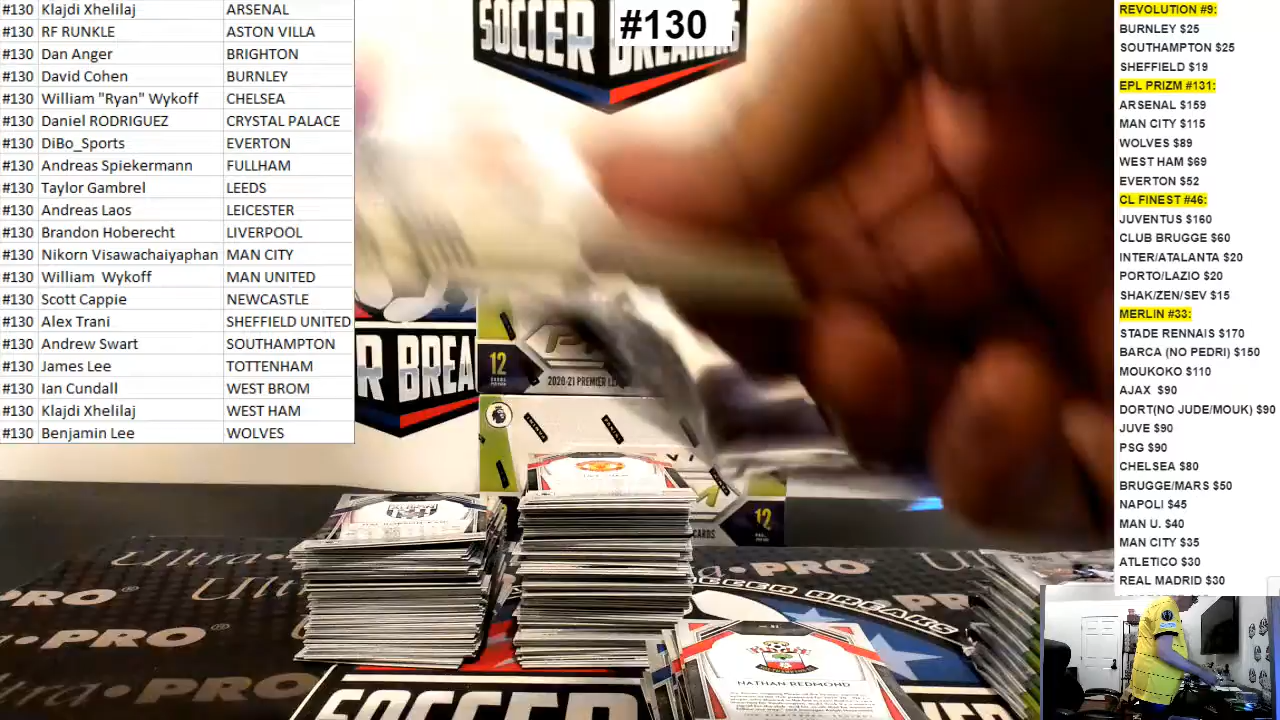 #130 Klajdi Xhelilaj ARSENAL
#130 RF RUNKLE ASTON VILLA
#130 Dan Anger BRIGHTON
#130 David Cohen BURNLEY
#130 William "Ryan" Wykoff CHELSEA
#130 Daniel RODRIGUEZ CRYSTAL PALACE
#130 DiBo_Sports EVERTON
#130 Andreas Spiekermann FULLHAM
#130 Taylor Gambrel LEEDS
#130 Andreas Laos LEICESTER
#130 Brandon Hoberecht LIVERPOOL
#130 Nikorn Visawachaiyaphan MAN CITY
#130 William Wykoff MAN UNITED
#130 Scott Cappie NEWCASTLE
#130 Alex Trani SHEFFIELD UNITED
#130 Andrew Swart SOUTHAMPTON
#130 James Lee TOTTENHAM
#130 Ian Cundall WEST BROM
#130 Klajdi Xhelilaj WEST HAM
#130 Benjamin Lee WOLVES
#130
SOCCER BREAKERS
R BREA
12
2020-21 PREMIER
12
CARDS
Ultra PRO
PRO
PRO
SOCCER BREAKS
NATHAN REDMOND
SOCCER
REVOLUTION #9:
BURNLEY $25
SOUTHAMPTON $25
SHEFFIELD $19
EPL PRIZM #131:
ARSENAL $159
MAN CITY $115
WOLVES $89
WEST HAM $69
EVERTON $52
CL FINEST #46:
JUVENTUS $160
CLUB BRUGGE $60
INTER/ATALANTA $20
PORTO/LAZIO $20
SHAK/ZEN/SEV $15
MERLIN #33:
STADE RENNAIS $170
BARCA (NO PEDRI) $150
MOUKOKO $110
AJAX $90
DORT(NO JUDE/MOUK) $90
JUVE $90
PSG $90
CHELSEA $80
BRUGGE/MARS $50
NAPOLI $45
MAN U. $40
MAN CITY $35
ATLETICO $30
REAL MADRID $30